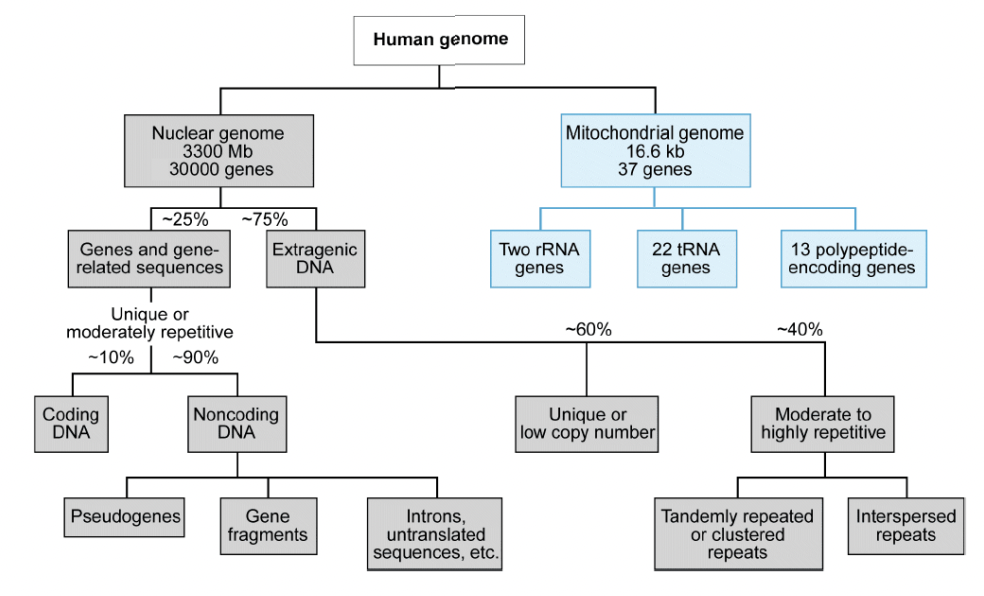 Human genome
Nuclear genome
3300 Mb
30000 genes
Mitochondrial genome
16.6 kb
37 genes
~25%
~75%
Genes and gene-
related sequences
Extragenic
DNA
Two rRNA
genes
22 tRNA
genes
13 polypeptide-
encoding genes
Unique or
moderately repetitive
~10%
~90%
~60%
~40%
Coding
DNA
Noncoding
DNA
Unique or
low copy number
Moderate to
highly repetitive
Pseudogenes
Gene
fragments
Introns,
untranslated
sequences, etc.
Tandemly repeated
or clustered
repeats
Interspersed
repeats